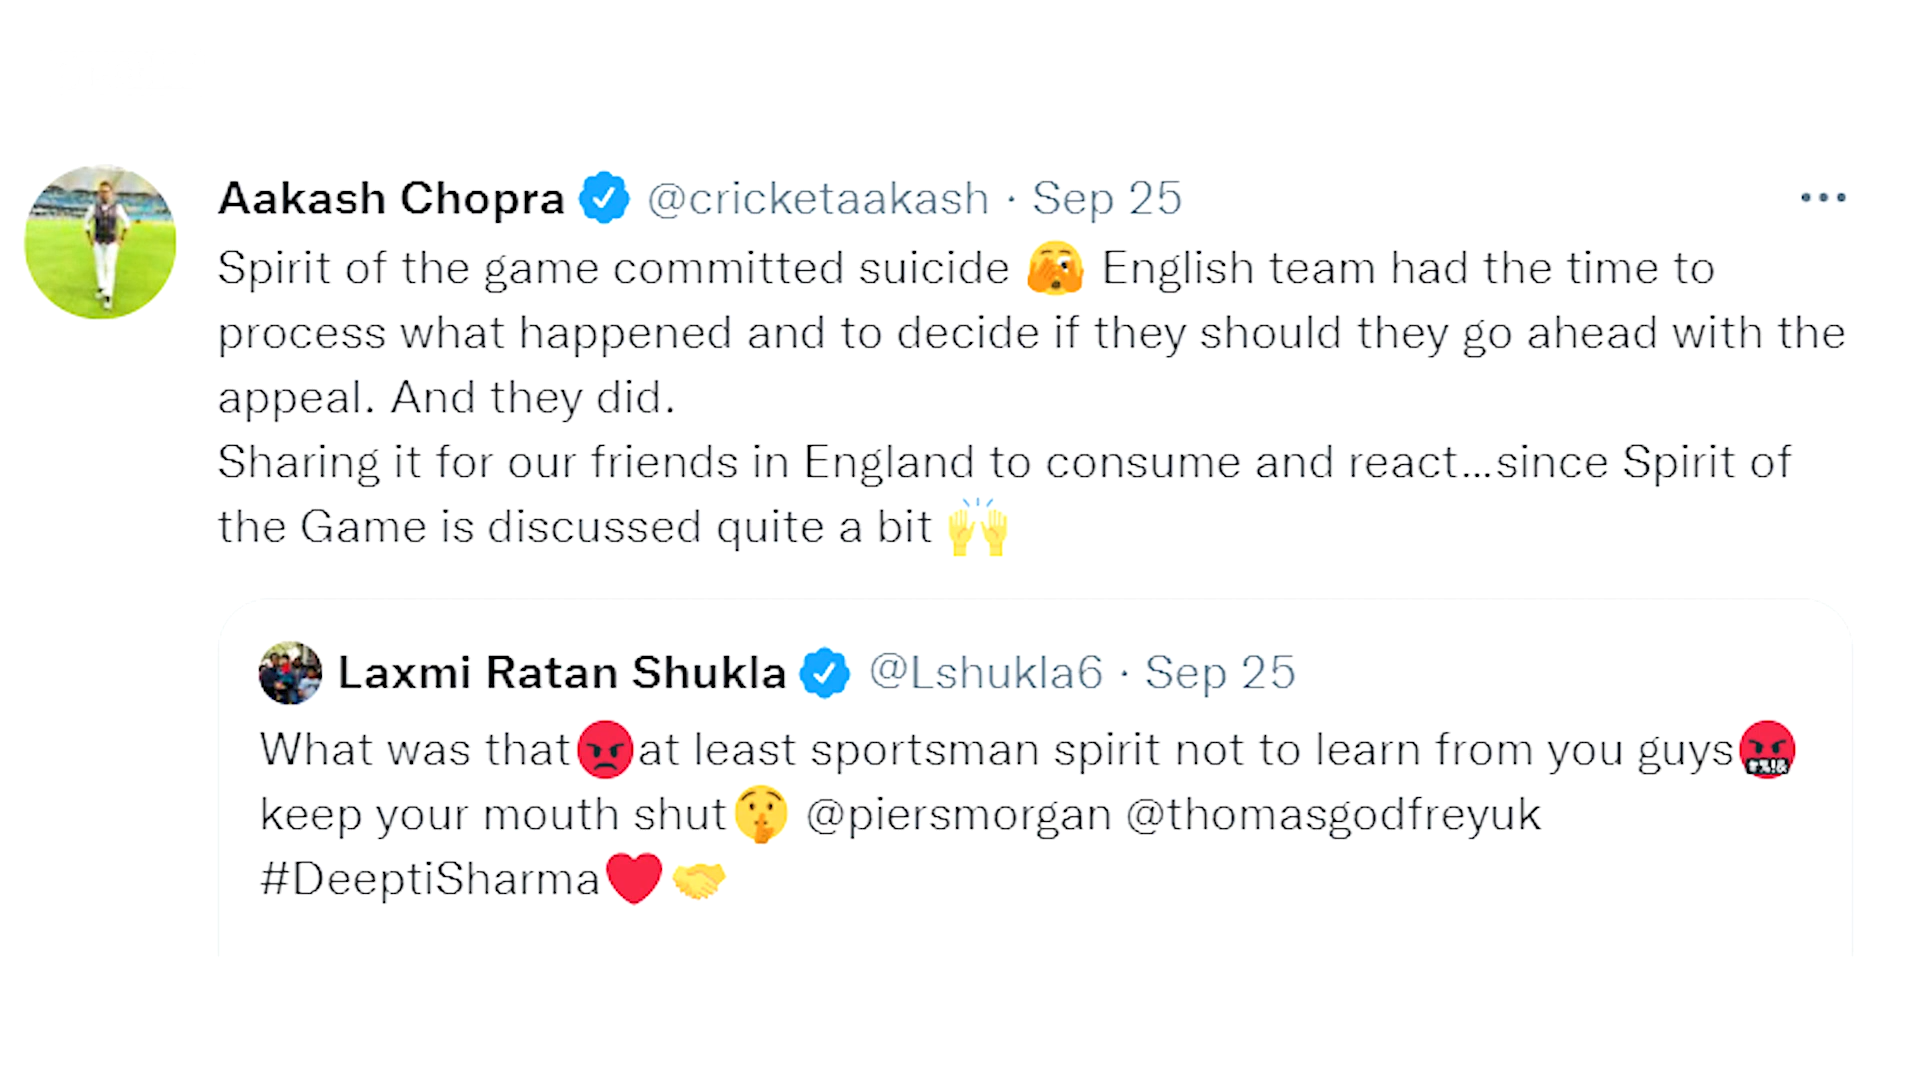 Aakash Chopra @cricketaakash · Sep 25
Spirit of the game committed suicide 🫣 English team had the time to
process what happened and to decide if they should they go ahead with the
appeal. And they did.
Sharing it for our friends in England to consume and react...since Spirit of
the Game is discussed quite a bit 🙌
Laxmi Ratan Shukla @Lshukla6 · Sep 25
What was that😡at least sportsman spirit not to learn from you guys🤬
keep your mouth shut🤫 @piersmorgan @thomasgodfreyuk
#DeeptiSharma❤️🤝